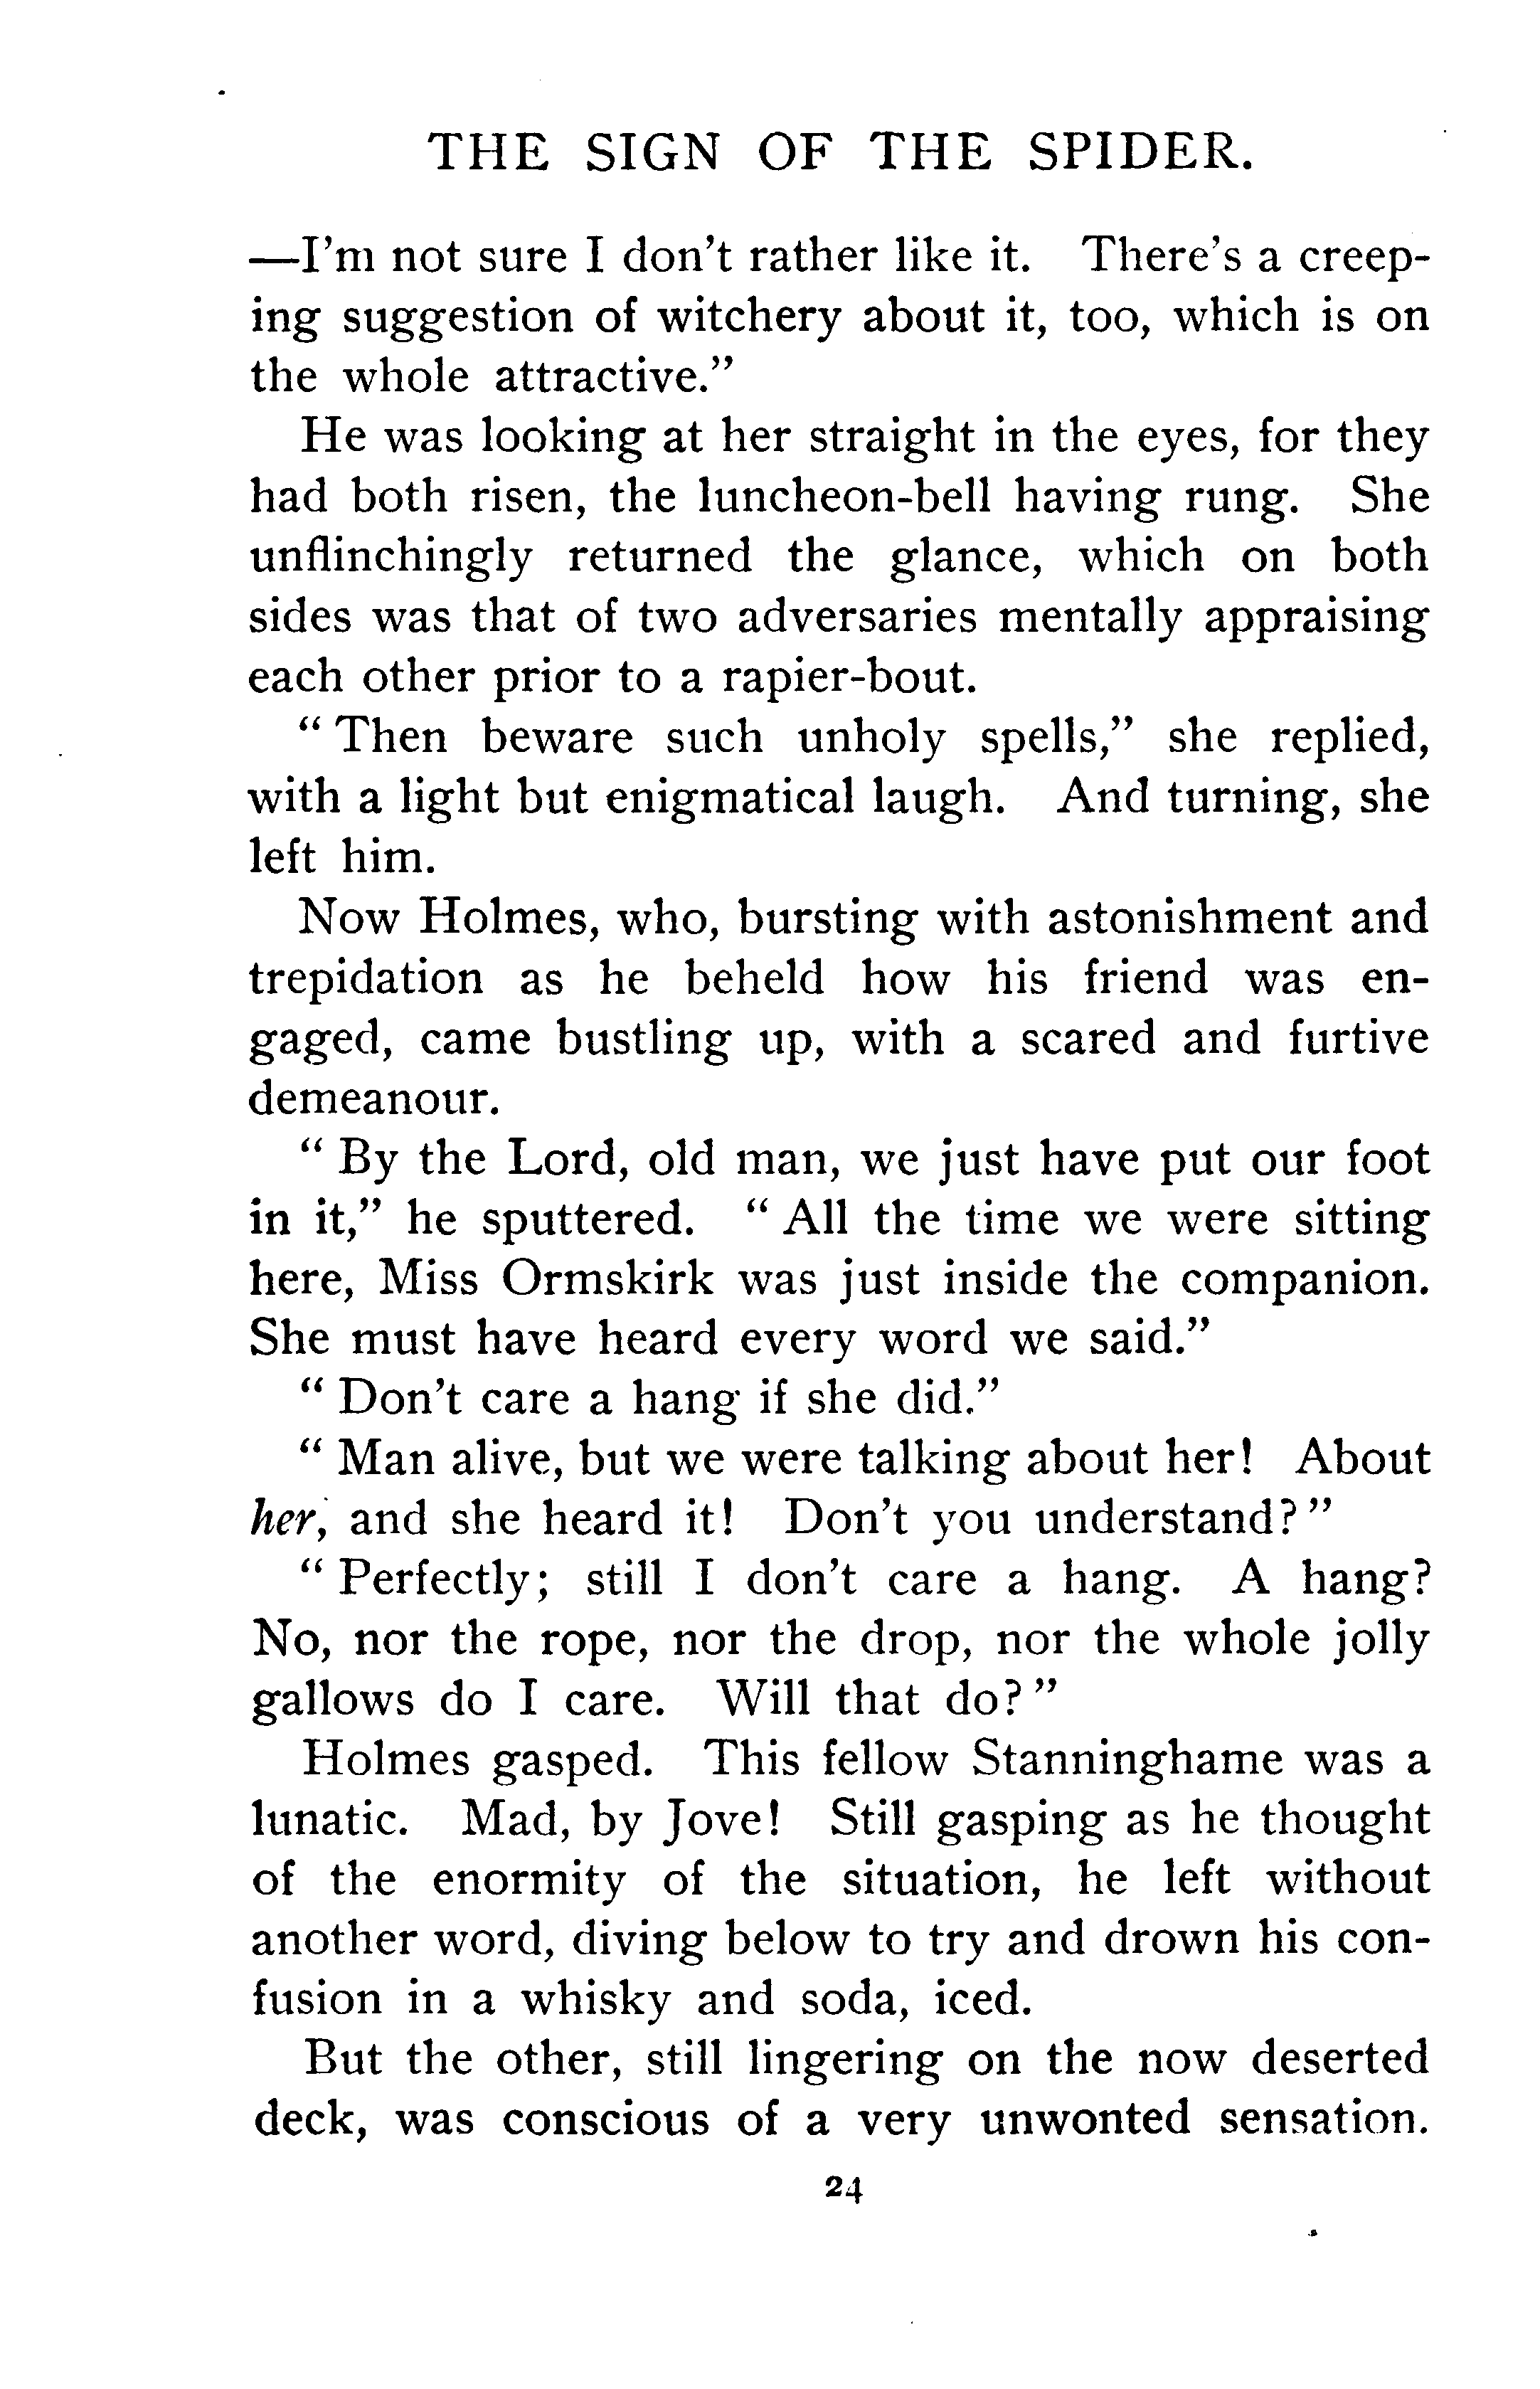 THE SIGN OF THE SPIDER.
—I'm not sure I don't rather like it. There's a creep-
ing suggestion of witchery about it, too, which is on
the whole attractive."
He was looking at her straight in the eyes, for they
had both risen, the luncheon-bell having rung. She
unflinchingly returned the glance, which on both
sides was that of two adversaries mentally appraising
each other prior to a rapier-bout.
"Then beware such unholy spells," she replied,
with a light but enigmatical laugh. And turning, she
left him.
Now Holmes, who, bursting with astonishment and
trepidation as he beheld how his friend was en-
gaged, came bustling up, with a scared and furtive
demeanour.
"By the Lord, old man, we just have put our foot
in it," he sputtered. "All the time we were sitting
here, Miss Ormskirk was just inside the companion.
She must have heard every word we said."
"Don't care a hang if she did."
"Man alive, but we were talking about her! About
her, and she heard it! Don't you understand?"
"Perfectly; still I don't care a hang. A hang?
No, nor the rope, nor the drop, nor the whole jolly
gallows do I care. Will that do?"
Holmes gasped. This fellow Stanninghame was a
lunatic. Mad, by Jove! Still gasping as he thought
of the enormity of the situation, he left without
another word, diving below to try and drown his con-
fusion in a whisky and soda, iced.
But the other, still lingering on the now deserted
deck, was conscious of a very unwonted sensation.
24